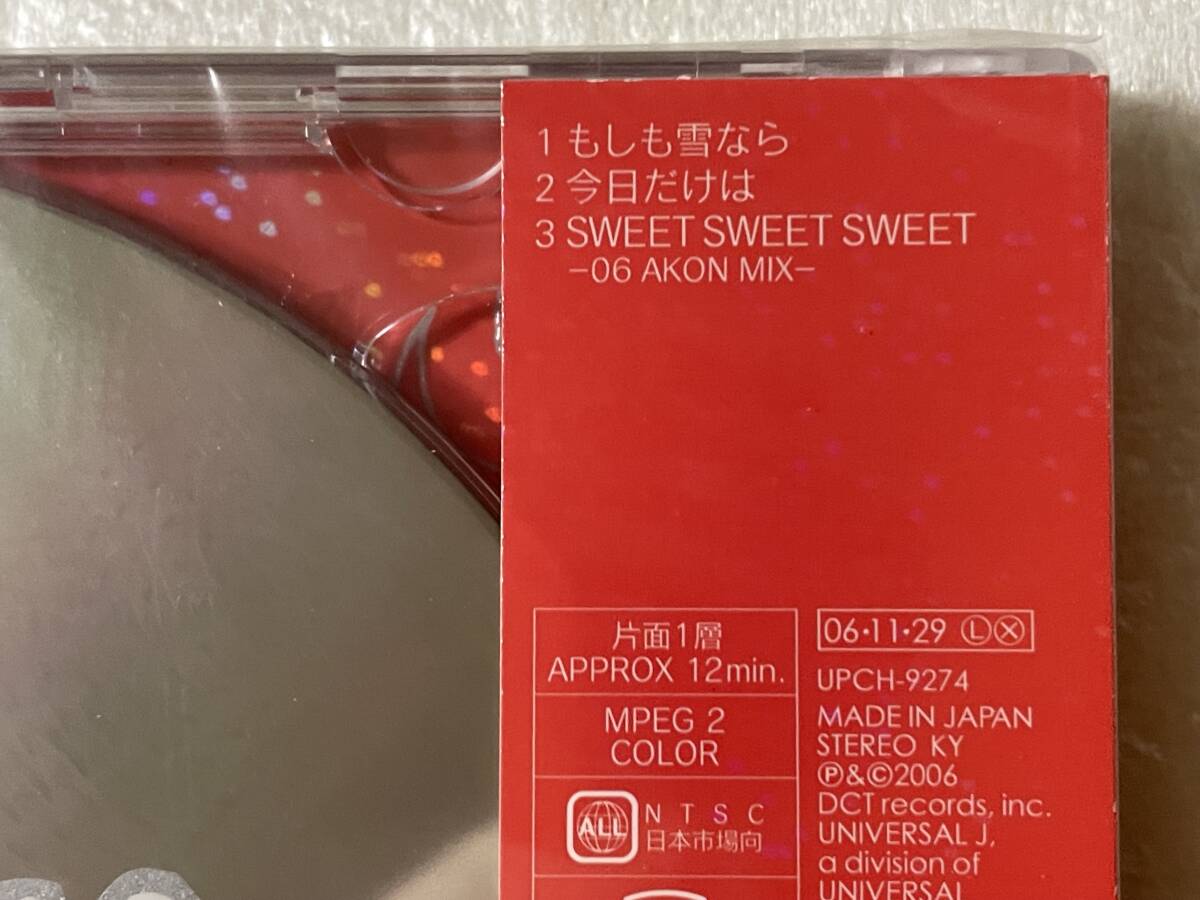 1 もしも雪なら
2 今日だけは
3 SWEET SWEET SWEET
-06 AKON MIX-
片面1層
APPROX 12min.
MPEG 2
COLOR
ALL
NTSC
日本市場向
06・11・29 Ⓛ Ⓧ
UPCH-9274
MADE IN JAPAN
STEREO KY
℗&©2006
DCT records, inc.
UNIVERSAL J,
a division of
UNIVERSAL